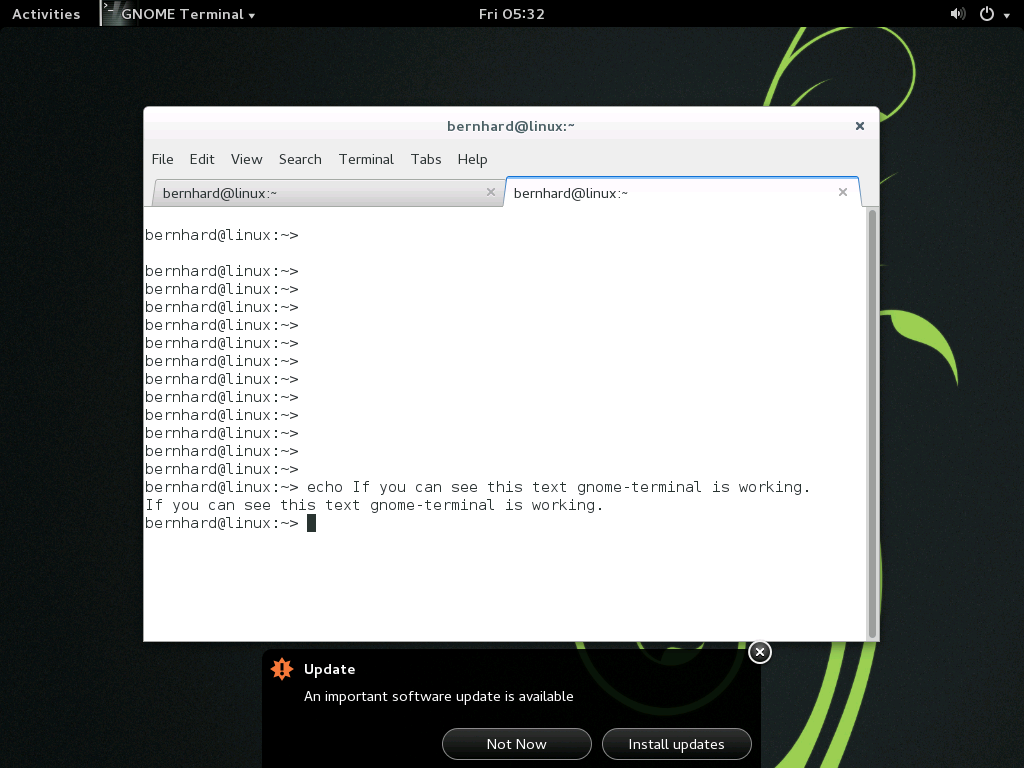 Activities GNOME Terminal Fri 05:32
bernhard@linux:~
File Edit View Search Terminal Tabs Help
bernhard@linux:~ bernhard@linux:~
bernhard@linux:~>
bernhard@linux:~>
bernhard@linux:~>
bernhard@linux:~>
bernhard@linux:~>
bernhard@linux:~>
bernhard@linux:~>
bernhard@linux:~>
bernhard@linux:~>
bernhard@linux:~>
bernhard@linux:~>
bernhard@linux:~>
bernhard@linux:~>
bernhard@linux:~> echo If you can see this text gnome-terminal is working.
If you can see this text gnome-terminal is working.
bernhard@linux:~>
Update
An important software update is available
Not Now Install updates